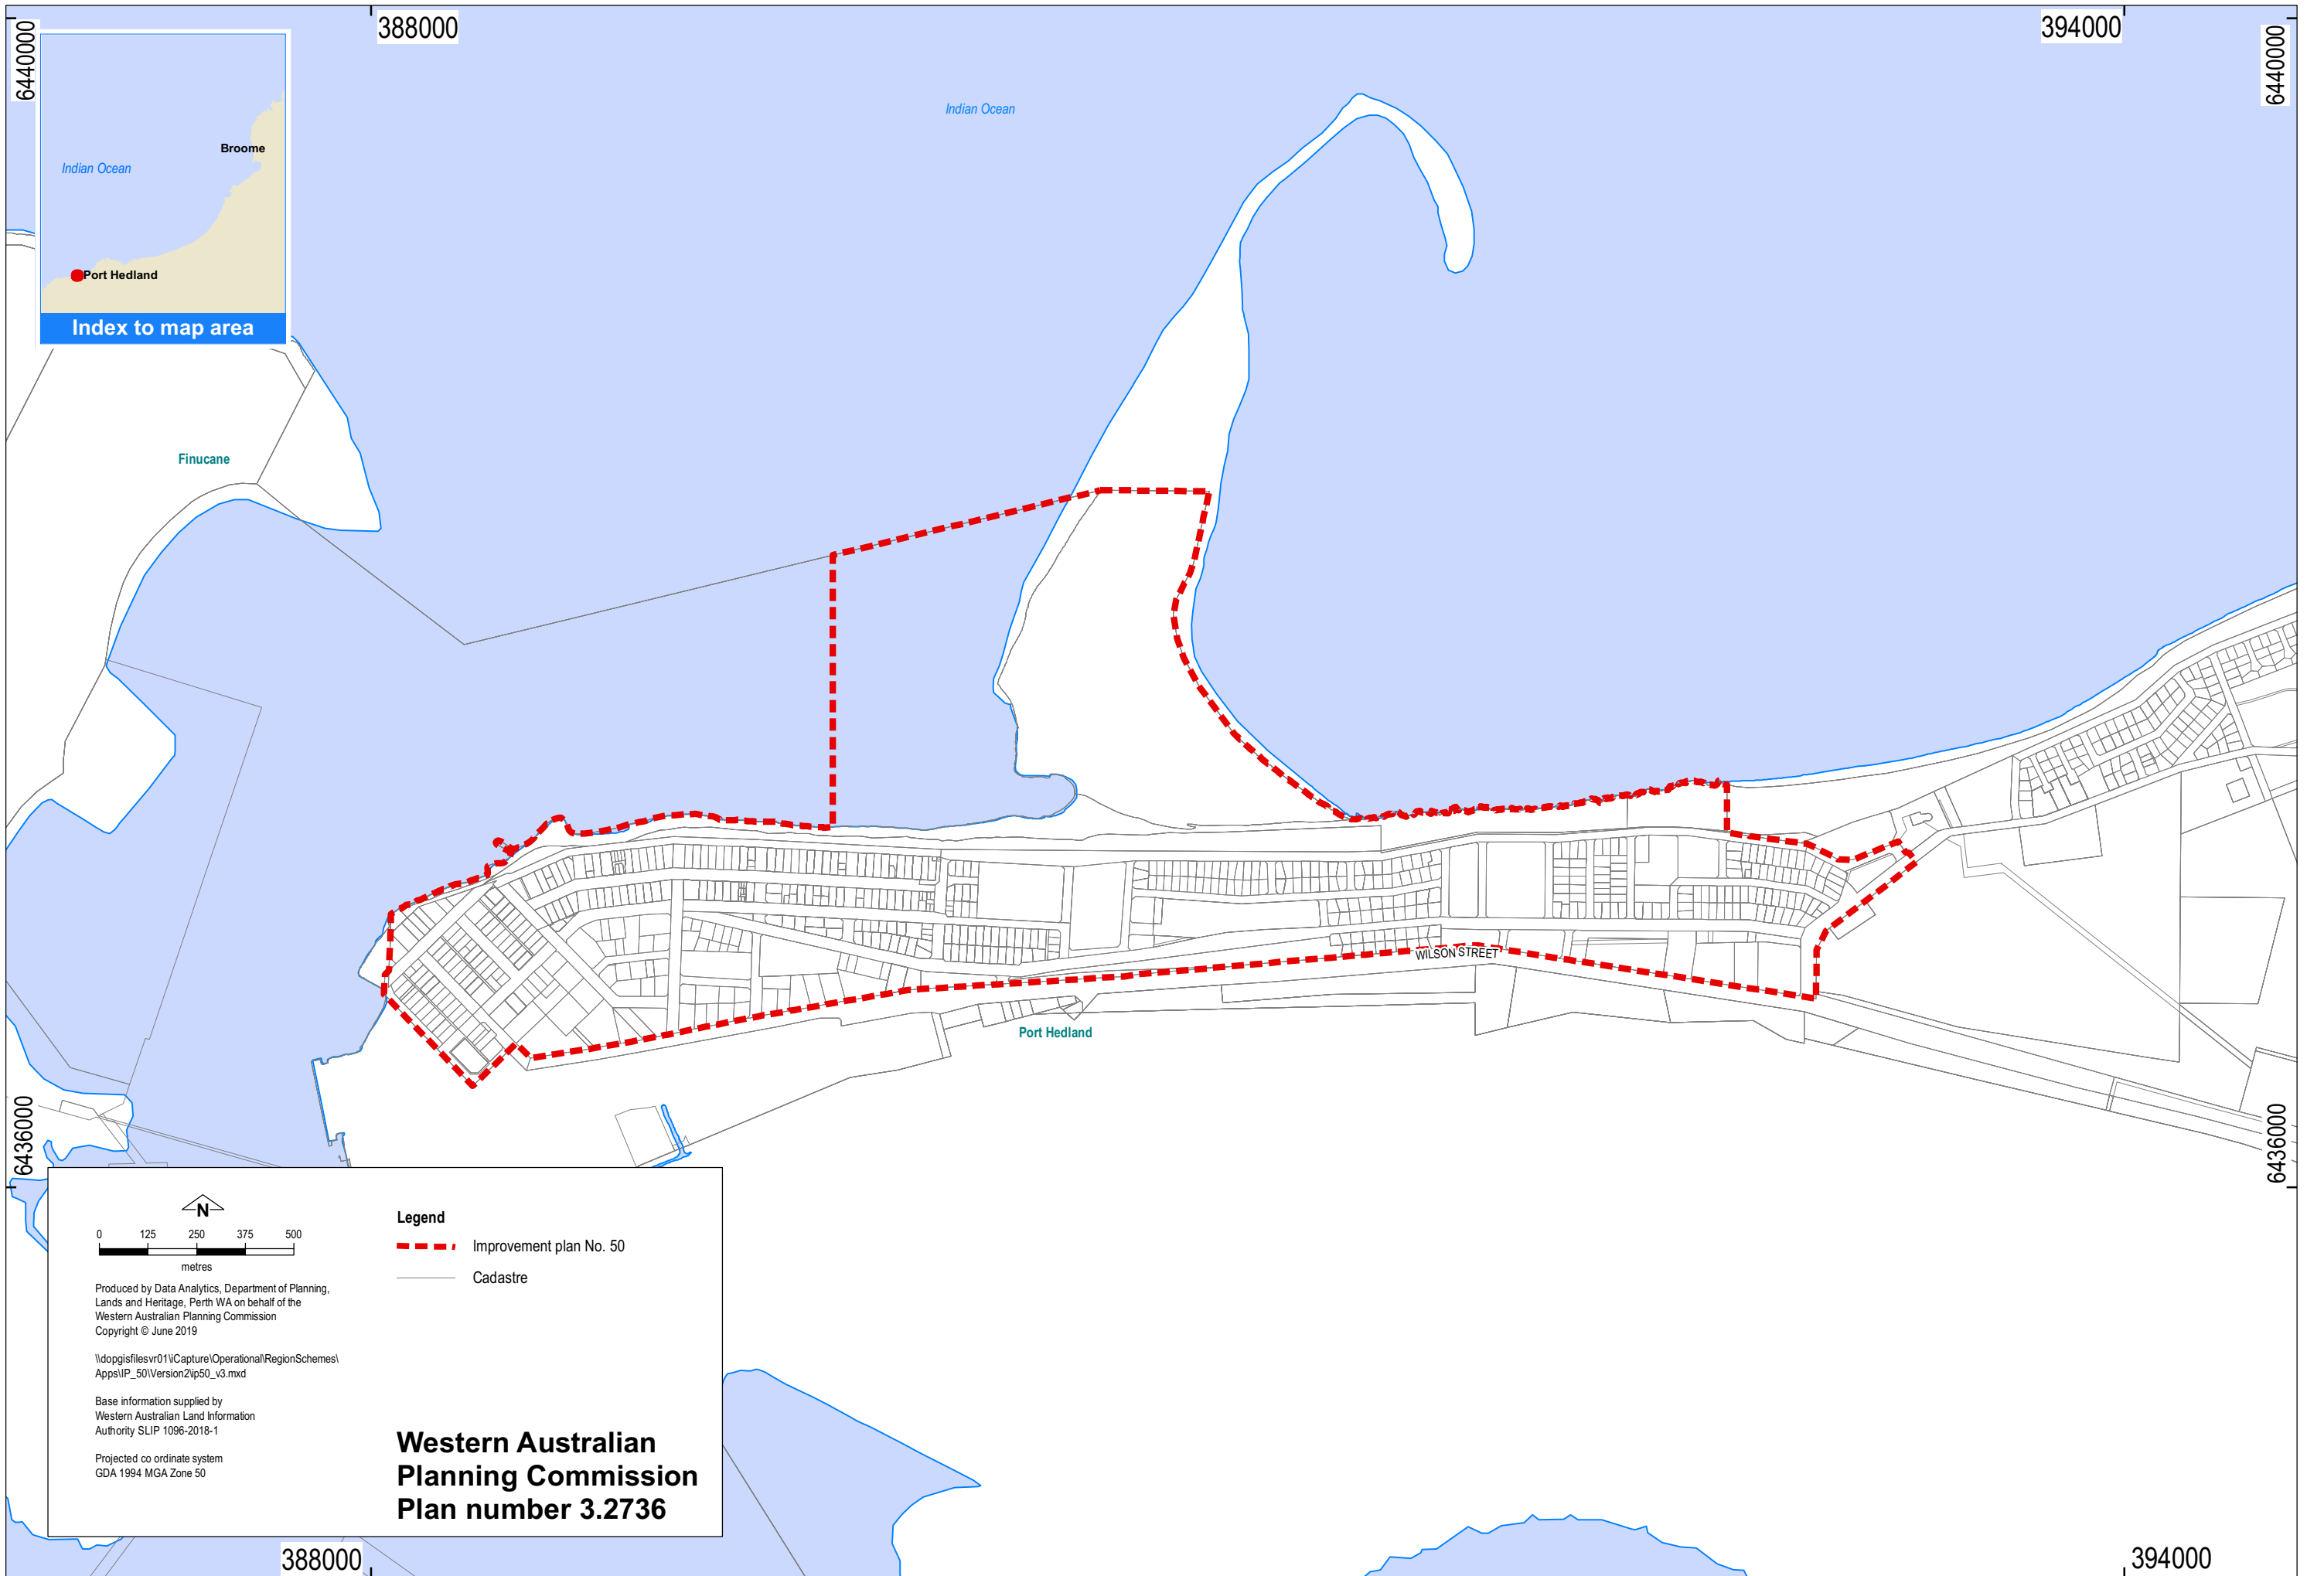 388000
394000
6440000
6440000
Indian Ocean
Broome
Indian Ocean
Port Hedland
Index to map area
Finucane
WILSON STREET
Port Hedland
6436000
6436000
N
0 125 250 375 500
metres
Produced by Data Analytics, Department of Planning,
Lands and Heritage, Perth WA on behalf of the
Western Australian Planning Commission
Copyright © June 2019
\\dopgisfilesvr01\iCapture\Operational\RegionSchemes\
Apps\IP_50\Version2\ip50_v3.mxd
Base information supplied by
Western Australian Land Information
Authority SLIP 1096-2018-1
Projected co ordinate system
GDA 1994 MGA Zone 50
Legend
Improvement plan No. 50
Cadastre
Western Australian
Planning Commission
Plan number 3.2736
388000
394000